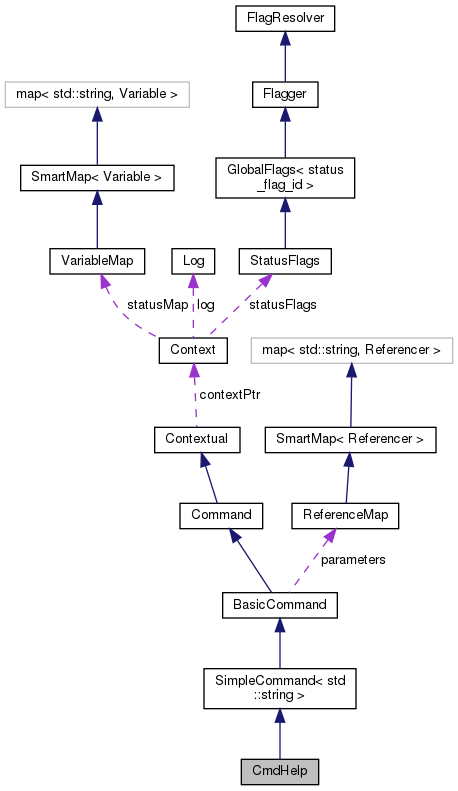 FlagResolver
Flagger
map< std::string, Variable >
GlobalFlags< status
_flag_id >
SmartMap< Variable >
VariableMap
Log
StatusFlags
statusMap
log
statusFlags
Context
map< std::string, Referencer >
contextPtr
Contextual
SmartMap< Referencer >
Command
ReferenceMap
parameters
BasicCommand
SimpleCommand< std
::string >
CmdHelp